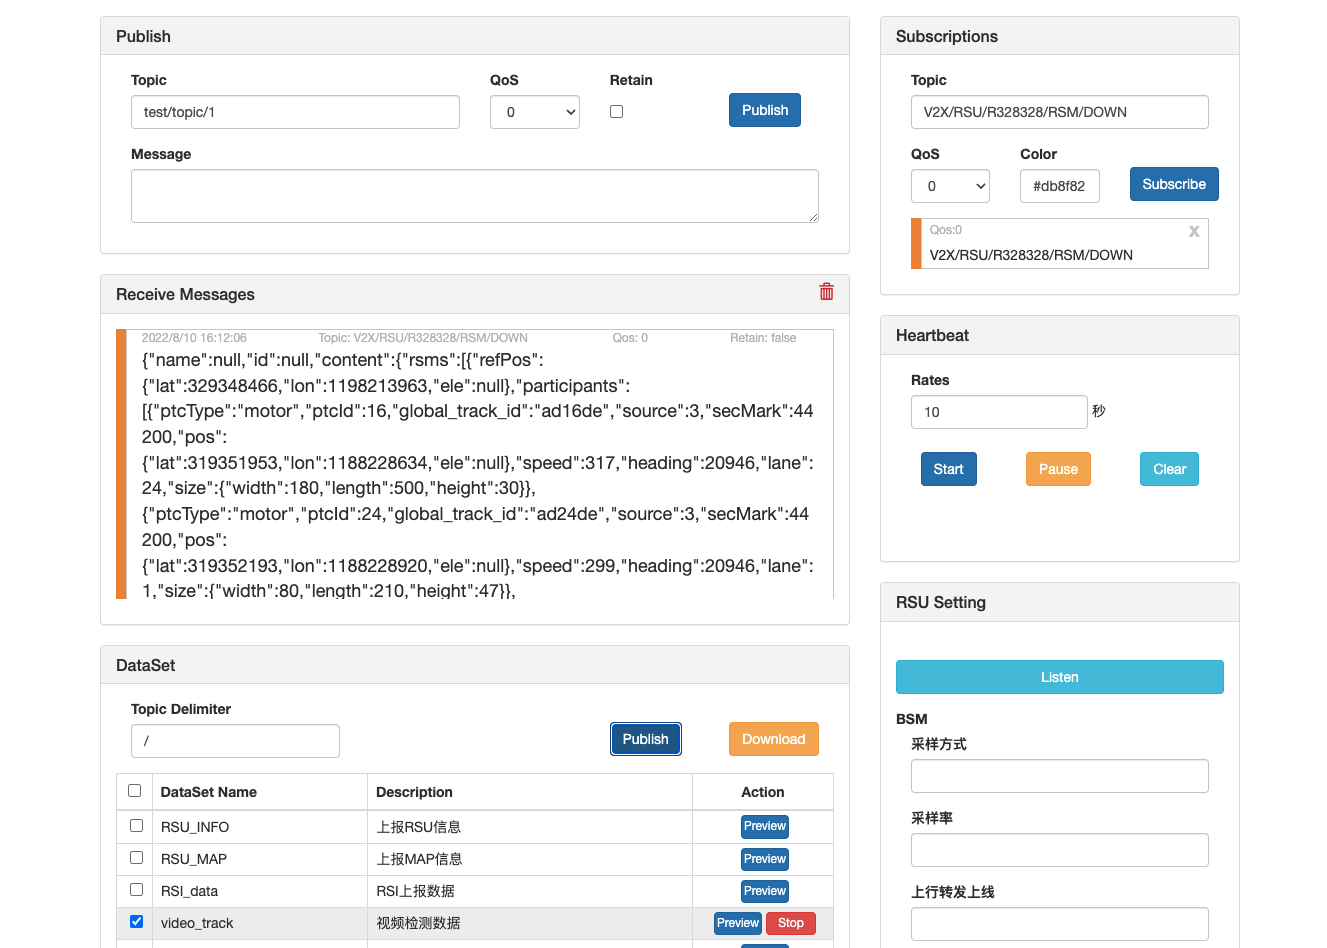 Publish
Topic
QoS
Retain
test/topic/1
0
Publish
Message
Receive Messages
2022/8/10 16:12:06 Topic: V2X/RSU/R328328/RSM/DOWN Qos: 0 Retain: false
{"name":null,"id":null,"content":{"rsms":[{"refPos":
{"lat":329348466,"lon":1198213963,"ele":null},"participants":
[{"ptcType":"motor","ptcId":16,"global_track_id":"ad16de","source":3,"secMark":44
200,"pos":
{"lat":319351953,"lon":1188228634,"ele":null},"speed":317,"heading":20946,"lane":
24,"size":{"width":180,"length":500,"height":30}},
{"ptcType":"motor","ptcId":24,"global_track_id":"ad24de","source":3,"secMark":44
200,"pos":
{"lat":319352193,"lon":1188228920,"ele":null},"speed":299,"heading":20946,"lane":
1,"size":{"width":80,"length":210,"height":47}},
DataSet
Topic Delimiter
/
Publish
Download
DataSet Name Description Action
RSU_INFO 上报RSU信息 Preview
RSU_MAP 上报MAP信息 Preview
RSI_data RSI上报数据 Preview
video_track 视频检测数据 Preview Stop
Subscriptions
Topic
V2X/RSU/R328328/RSM/DOWN
QoS
Color
0
#db8f82
Subscribe
Qos:0
x
V2X/RSU/R328328/RSM/DOWN
Heartbeat
Rates
10 秒
Start
Pause
Clear
RSU Setting
Listen
BSM
采样方式
采样率
上行转发上线